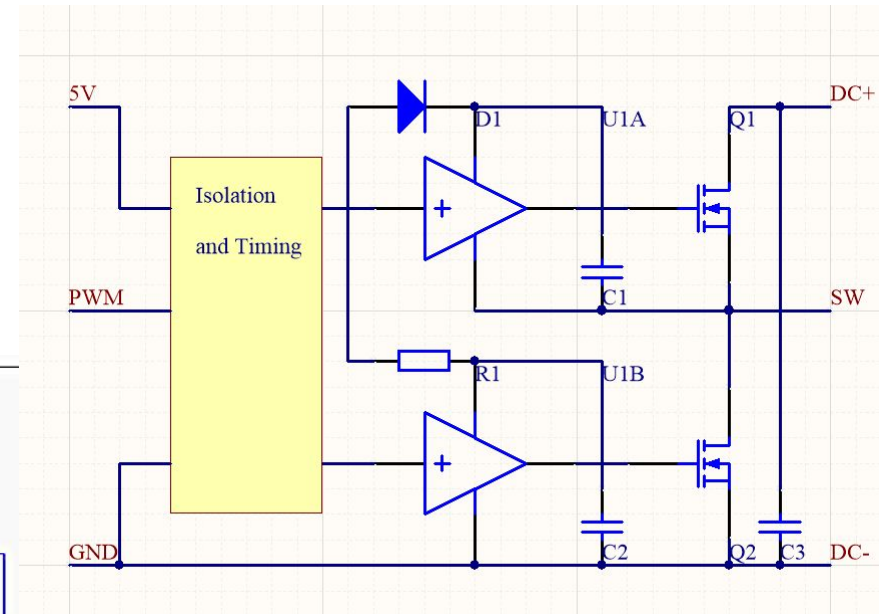 5V
D1
U1A
Q1
DC+
Isolation
and Timing
+
PWM
C1
SW
R1
U1B
+
GND
C2
Q2
C3
DC-